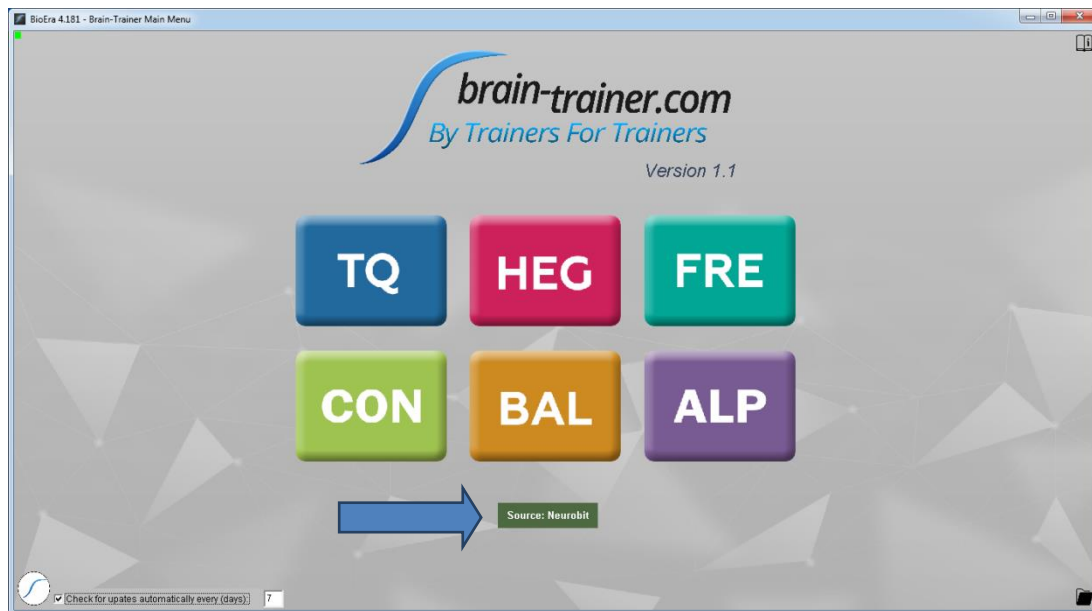 BioEra 4.181 - Brain-Trainer Main Menu
brain-trainer.com
By Trainers For Trainers
Version 1.1
TQ
HEG
FRE
CON
BAL
ALP
Source: Neurobit
Check for upates automatically every (days):
7